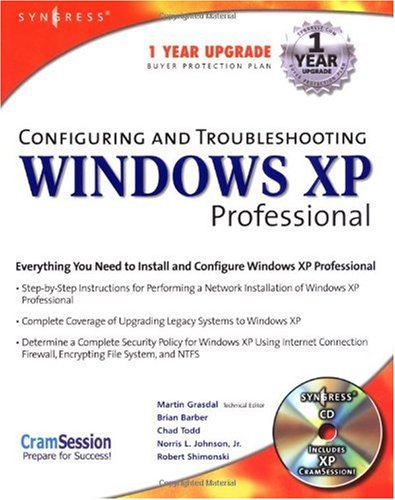 SYNGRESS®
1 YEAR UPGRADE
BUYER PROTECTION PLAN
1
YEAR
UPGRADE
CONFIGURING AND TROUBLESHOOTING
WINDOWS XP
Professional
Everything You Need to Install and Configure Windows XP Professional
• Step-by-Step Instructions for Performing a Network Installation of Windows XP
Professional
• Complete Coverage of Upgrading Legacy Systems to Windows XP
• Determine a Complete Security Policy for Windows XP Using Internet Connection
Firewall, Encrypting File System, and NTFS
Martin Grasdal Technical Editor
Brian Barber
Chad Todd
Norris L. Johnson, Jr.
Robert Shimonski
CramSession
Prepare for Success!
SYNGRESS
CD
INCLUDES
XP
CRAMSESSION!